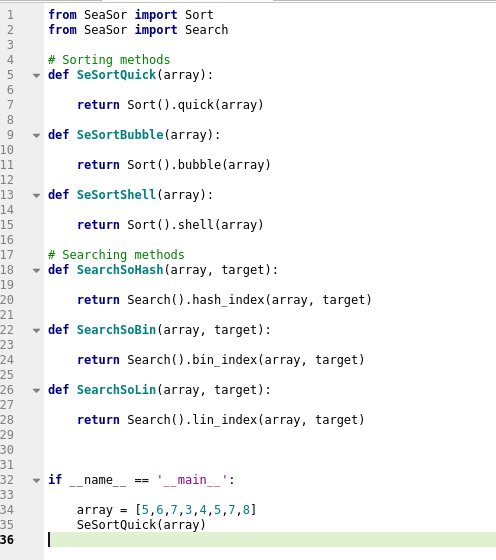 1 from SeaSor import Sort
2 from SeaSor import Search
3
4 # Sorting methods
5 def SeSortQuick(array):
6
7     return Sort().quick(array)
8
9 def SeSortBubble(array):
10
11     return Sort().bubble(array)
12
13 def SeSortShell(array):
14
15     return Sort().shell(array)
16
17 # Searching methods
18 def SearchSoHash(array, target):
19
20     return Search().hash_index(array, target)
21
22 def SearchSoBin(array, target):
23
24     return Search().bin_index(array, target)
25
26 def SearchSoLin(array, target):
27
28     return Search().lin_index(array, target)
29
30
31
32 if __name__ == '__main__':
33
34     array = [5,6,7,3,4,5,7,8]
35     SeSortQuick(array)
36